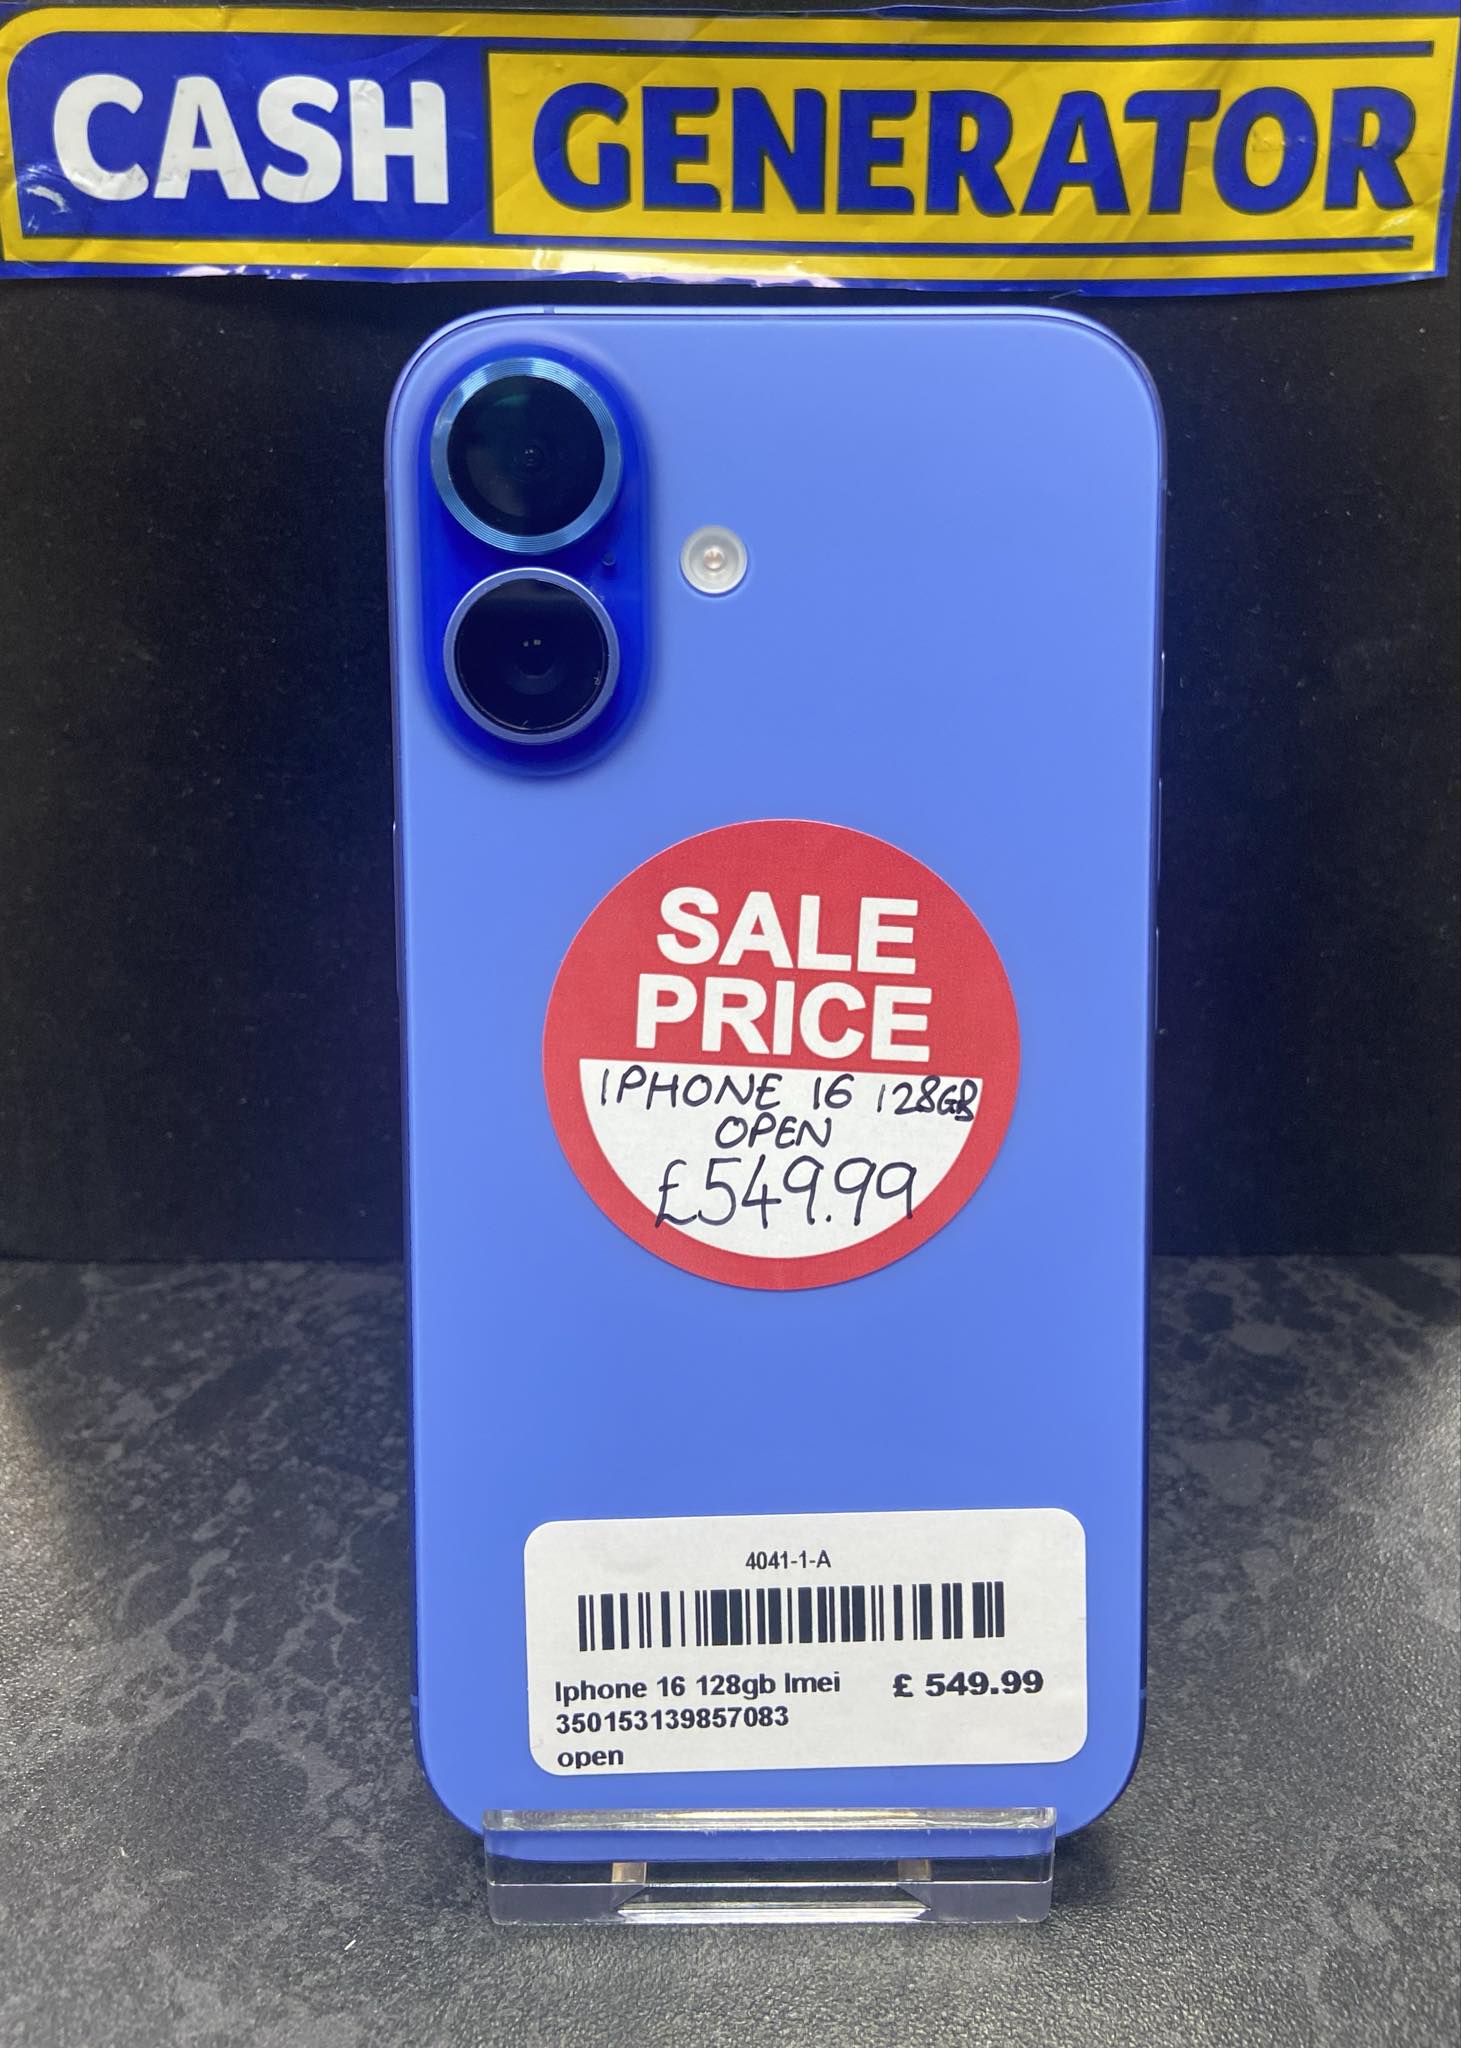 CASH GENERATOR
SALE
PRICE
IPHONE 16 128GB
OPEN
£549.99
4041-1-A
Iphone 16 128gb Imei £ 549.99
350153139857083
open